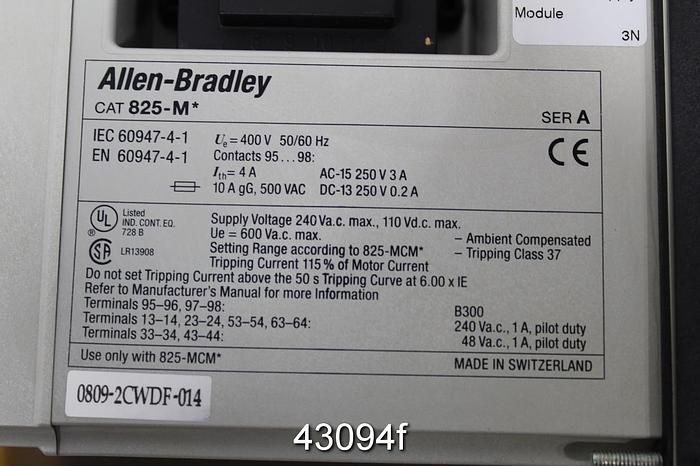 Module
3N
Allen-Bradley
CAT 825-M*
SER A
IEC 60947-4-1
EN 60947-4-1
Ue = 400 V 50/60 Hz
Contacts 95 . . . 98:
Ith = 4 A AC-15 250 V 3 A
10 A gG, 500 VAC DC-13 250 V 0.2 A
CE
UL
® Listed
IND. CONT. EQ.
728 B
SA LR13908
Supply Voltage 240 Va.c. max., 110 Vd.c. max.
Ue = 600 Va.c. max.
– Ambient Compensated
Setting Range according to 825-MCM*
– Tripping Class 37
Tripping Current 115 % of Motor Current
Do not set Tripping Current above the 50 s Tripping Curve at 6.00 x IE
Refer to Manufacturer's Manual for more Information
Terminals 95–96, 97–98: B300
Terminals 13–14, 23–24, 53–54, 63–64: 240 Va.c., 1 A, pilot duty
Terminals 33–34, 43–44: 48 Va.c., 1 A, pilot duty
Use only with 825-MCM* MADE IN SWITZERLAND
0809-2CWDF-014
43094f